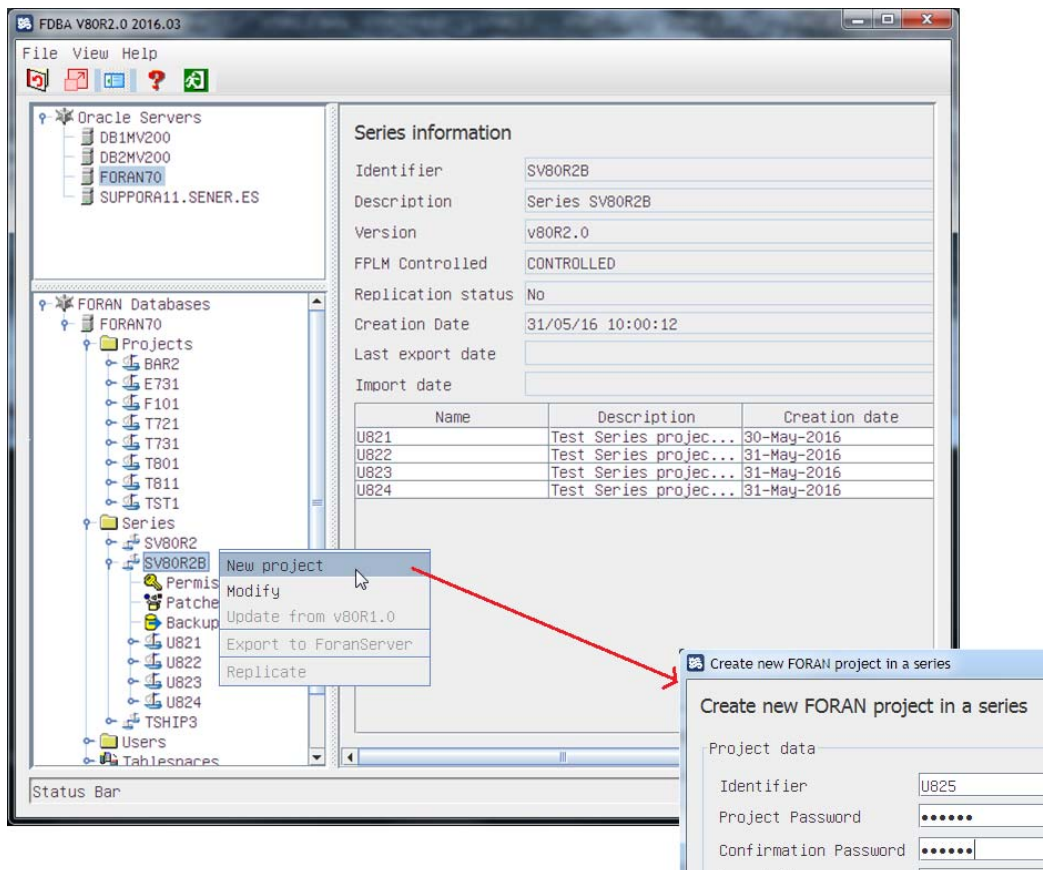 FDBA V80R2.0 2016.03
File View Help
Oracle Servers
DB1MV200
DB2MV200
FORAN70
SUPPORA11.SENER.ES
FORAN Databases
FORAN70
Projects
BAR2
E731
F101
T721
T731
T801
T811
TST1
Series
SV80R2
SV80R2B
Permis
Patche
Backup
U821
U822
U823
U824
TSHIP3
Users
Tablespaces
New project
Modify
Update from v80R1.0
Export to ForanServer
Replicate
Series information
Identifier SV80R2B
Description Series SV80R2B
Version v80R2.0
FPLM Controlled CONTROLLED
Replication status No
Creation Date 31/05/16 10:00:12
Last export date
Import date
Name Description Creation date
U821 Test Series projec... 30-May-2016
U822 Test Series projec... 31-May-2016
U823 Test Series projec... 31-May-2016
U824 Test Series projec... 31-May-2016
Status Bar
Create new FORAN project in a series
Create new FORAN project in a series
Project data
Identifier U825
Project Password ••••••
Confirmation Password ••••••